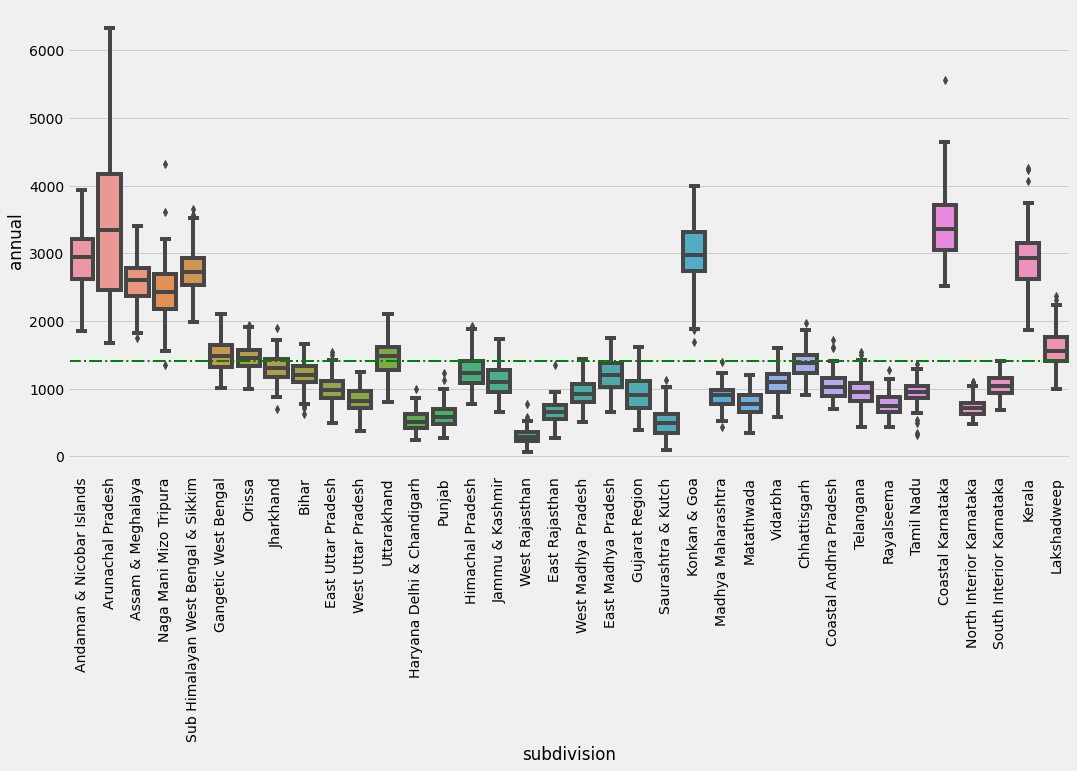 annual
6000
5000
4000
3000
2000
1000
0
Andaman & Nicobar Islands
Arunachal Pradesh
Assam & Meghalaya
Naga Mani Mizo Tripura
Sub Himalayan West Bengal & Sikkim
Gangetic West Bengal
Orissa
Jharkhand
Bihar
East Uttar Pradesh
West Uttar Pradesh
Uttarakhand
Haryana Delhi & Chandigarh
Punjab
Himachal Pradesh
Jammu & Kashmir
West Rajasthan
East Rajasthan
West Madhya Pradesh
East Madhya Pradesh
Gujarat Region
Saurashtra & Kutch
Konkan & Goa
Madhya Maharashtra
Matathwada
Vidarbha
Chhattisgarh
Coastal Andhra Pradesh
Telangana
Rayalseema
Tamil Nadu
Coastal Karnataka
North Interior Karnataka
South Interior Karnataka
Kerala
Lakshadweep
subdivision